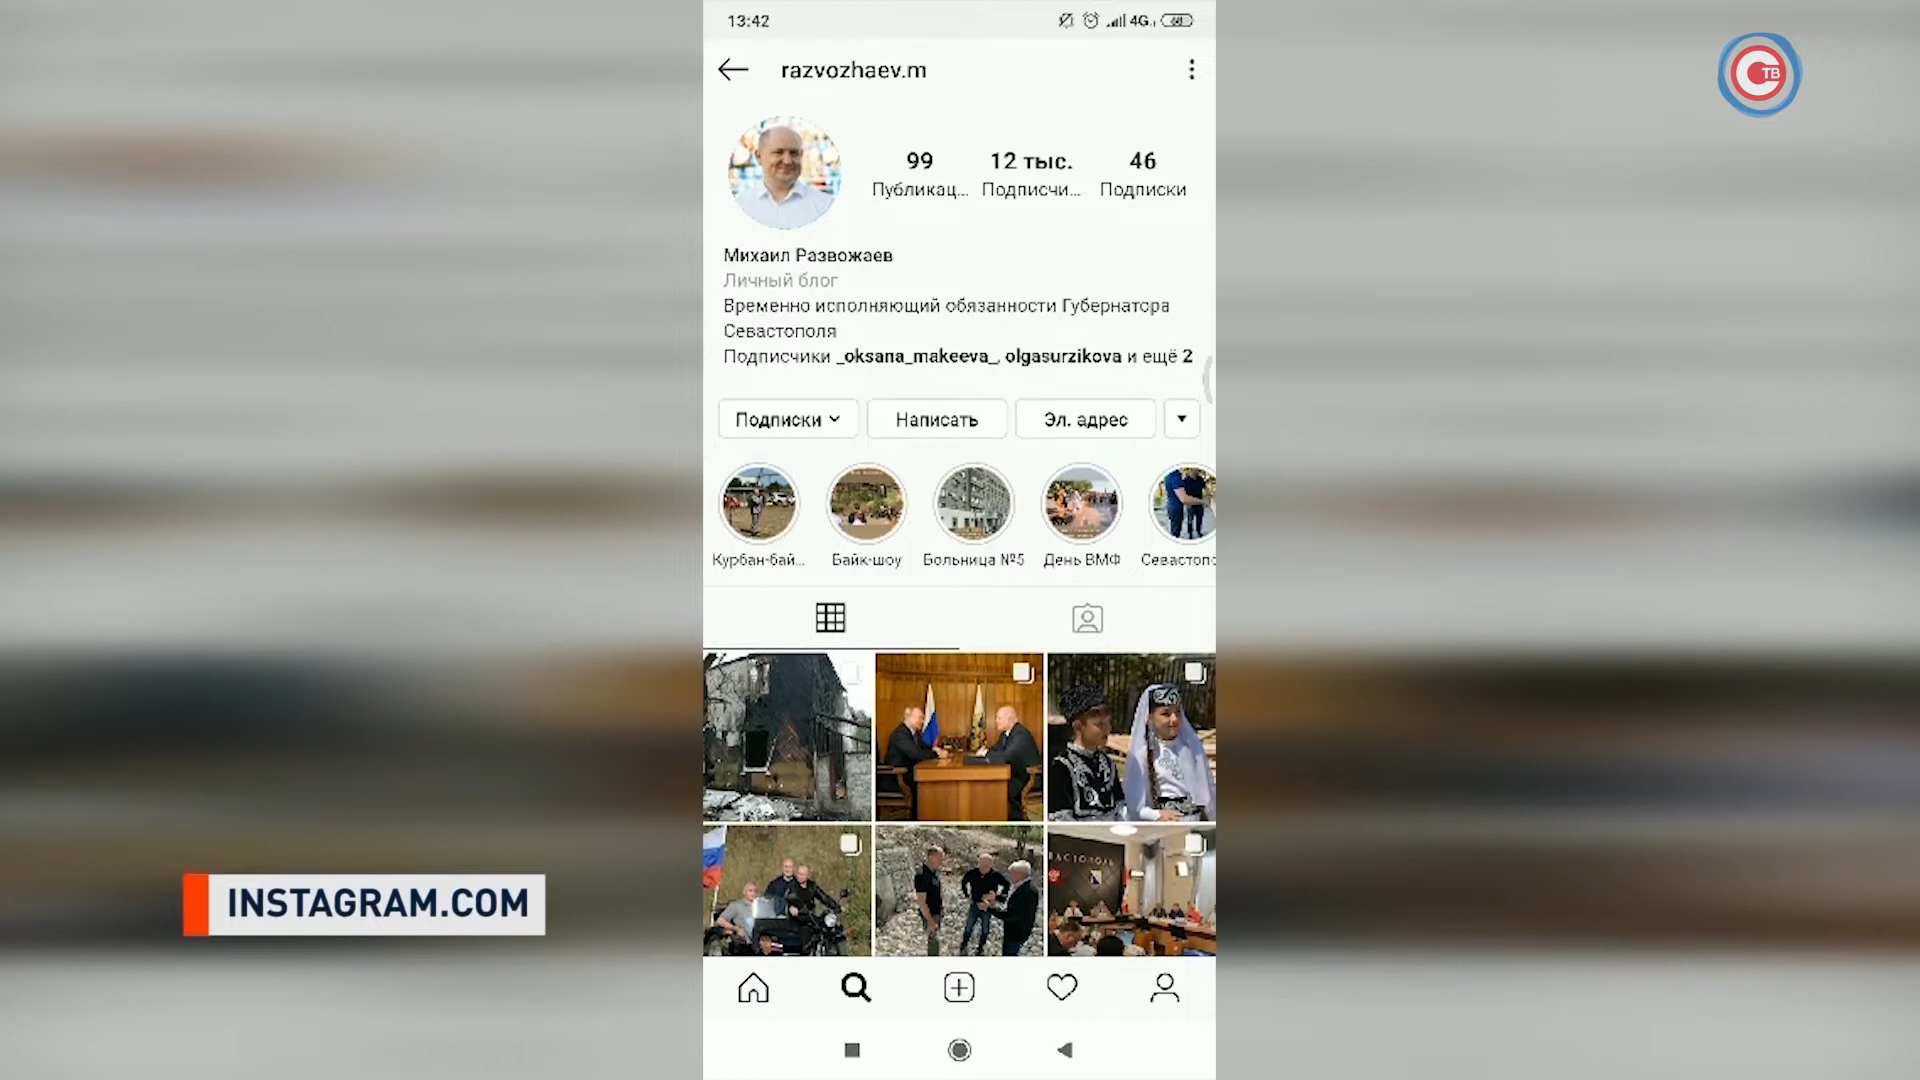 13:42
4G
razvozhaev.m
99
12 тыс.
46
Публикац...
Подписчи...
Подписки
Михаил Развожаев
Личный блог
Временно исполняющий обязанности Губернатора
Севастополя
Подписчики _oksana_makeeva_, olgasurzikova и ещё 2
Подписки
Написать
Эл. адрес
Курбан-бай...
Байк-шоу
Больница №5
День ВМФ
Севастопо
ВАСТОПОЛЬ
INSTAGRAM.COM
СТВ